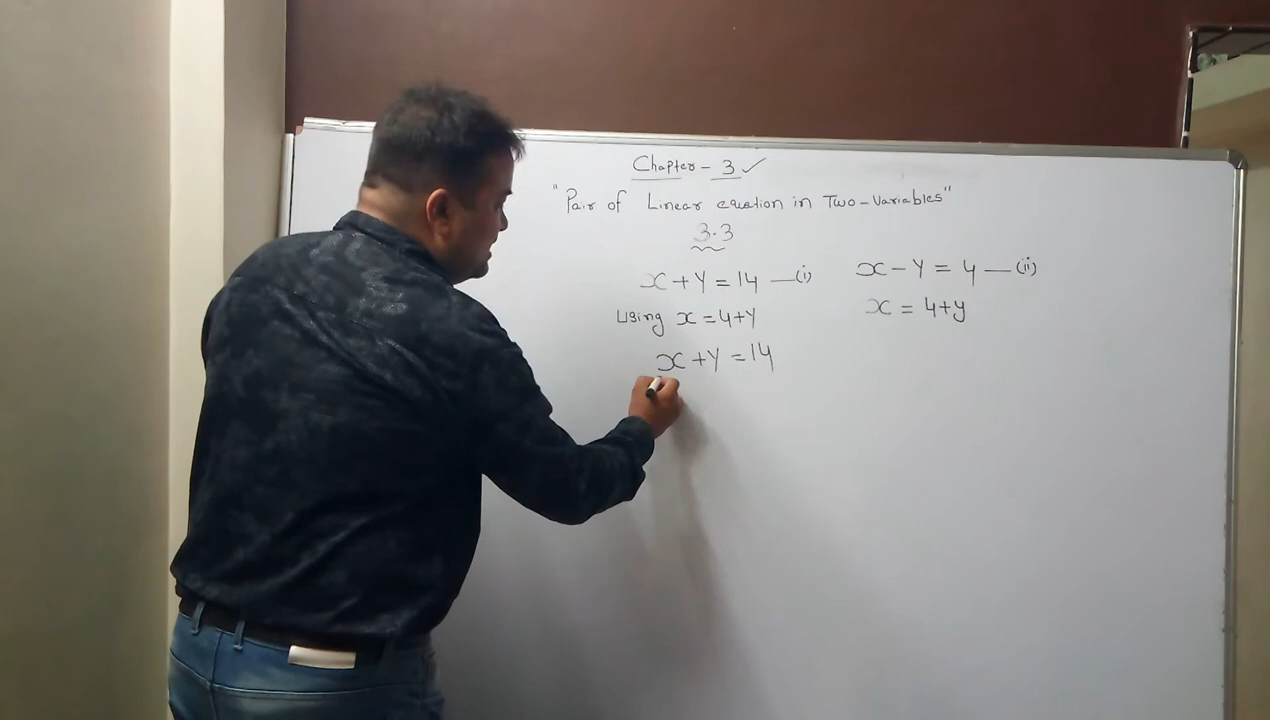 Chapter - 3 ✓
"Pair of Linear equation in Two-Variables"
3.3
x + y = 14 —(i)
x - y = 4 —(ii)
using x = 4+y
x = 4+y
x + y = 14